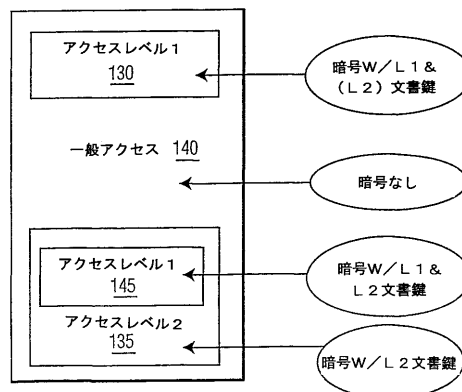 アクセスレベル1
130
暗号W/L1&
(L2)文書鍵
一般アクセス 140
暗号なし
アクセスレベル1
145
暗号W/L1&
L2文書鍵
アクセスレベル2
135
暗号W/L2文書鍵